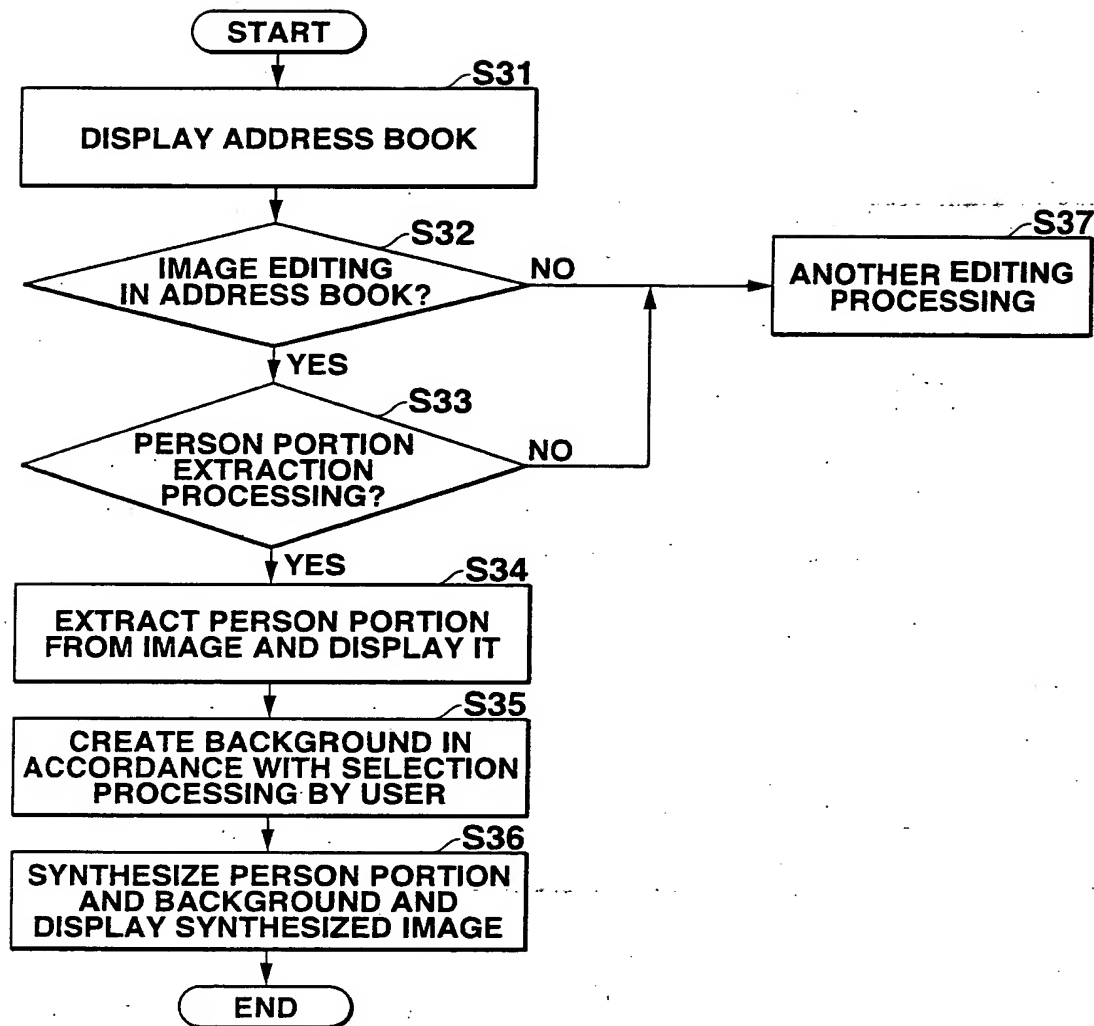 START
S31
DISPLAY ADDRESS BOOK
S32
IMAGE EDITING
IN ADDRESS BOOK?
NO
S37
ANOTHER EDITING
PROCESSING
YES
S33
PERSON PORTION
EXTRACTION
PROCESSING?
NO
YES
S34
EXTRACT PERSON PORTION
FROM IMAGE AND DISPLAY IT
S35
CREATE BACKGROUND IN
ACCORDANCE WITH SELECTION
PROCESSING BY USER
S36
SYNTHESIZE PERSON PORTION
AND BACKGROUND AND
DISPLAY SYNTHESIZED IMAGE
END